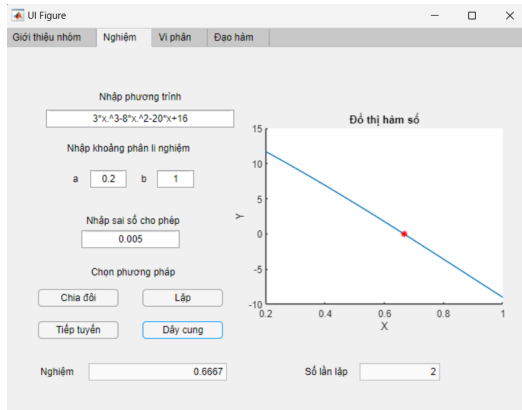 UI Figure
Giới thiệu nhóm Nghiệm Vi phân Đạo hàm
Nhập phương trình
3*x.^3-8*x.^2-20*x+16
Nhập khoảng phân li nghiệm
a 0.2 b 1
Nhập sai số cho phép
0.005
Chọn phương pháp
Chia đôi Lặp
Tiếp tuyến Dây cung
Nghiệm 0.6667
Đồ thị hàm số
15
10
5
0
-5
-10
Y
0.2 0.4 0.6 0.8 1
X
Số lần lặp 2